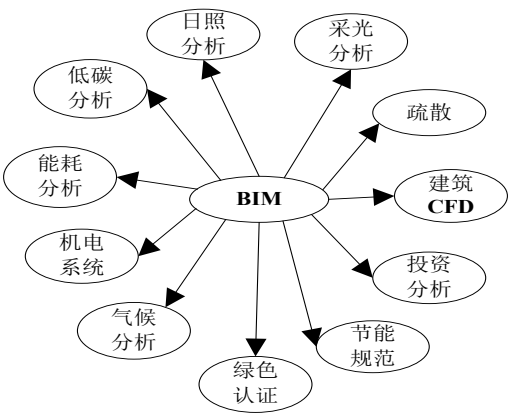 日照
分析
采光
分析
低碳
分析
疏散
能耗
分析
BIM
建筑
CFD
机电
系统
投资
分析
气候
分析
节能
规范
绿色
认证